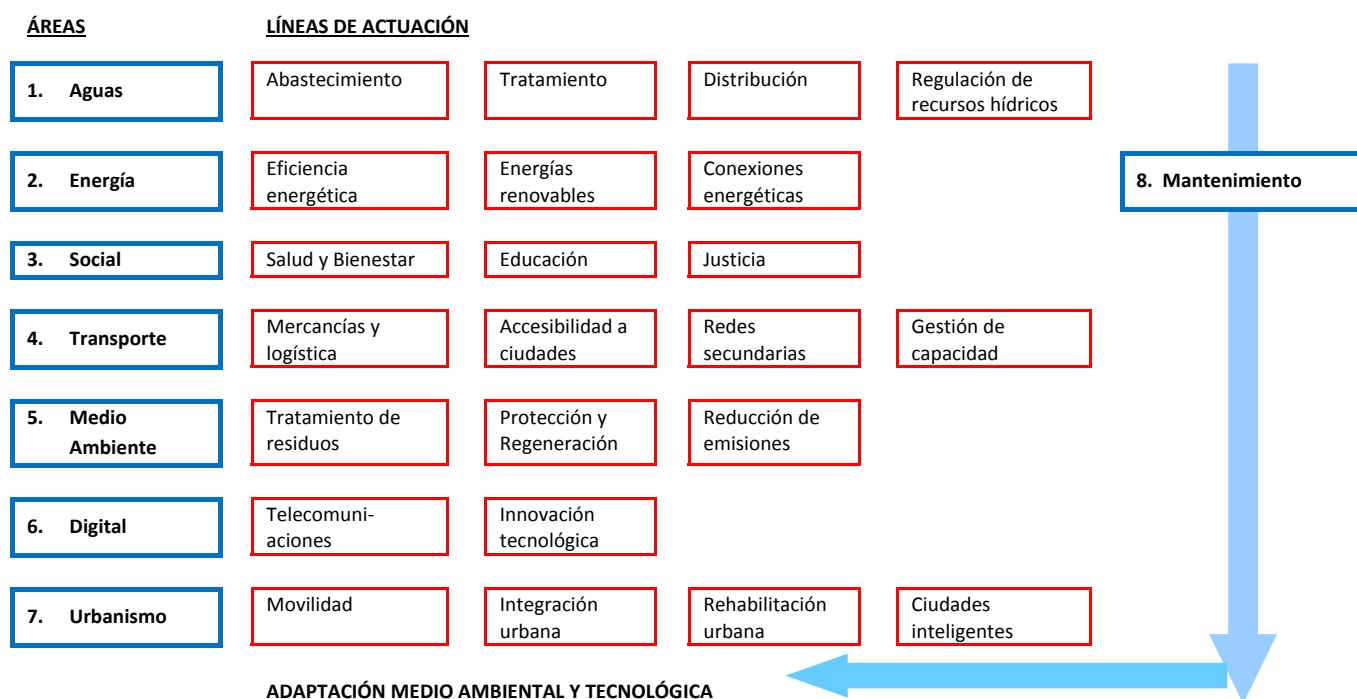 ÁREAS
LÍNEAS DE ACTUACIÓN
1. Aguas
Abastecimiento
Tratamiento
Distribución
Regulación de
recursos hídricos
2. Energía
Eficiencia
energética
Energías
renovables
Conexiones
energéticas
8. Mantenimiento
3. Social
Salud y Bienestar
Educación
Justicia
4. Transporte
Mercancías y
logística
Accesibilidad a
ciudades
Redes
secundarias
Gestión de
capacidad
5. Medio
Ambiente
Tratamiento de
residuos
Protección y
Regeneración
Reducción de
emisiones
6. Digital
Telecomuni-
aciones
Innovación
tecnológica
7. Urbanismo
Movilidad
Integración
urbana
Rehabilitación
urbana
Ciudades
inteligentes
ADAPTACIÓN MEDIO AMBIENTAL Y TECNOLÓGICA